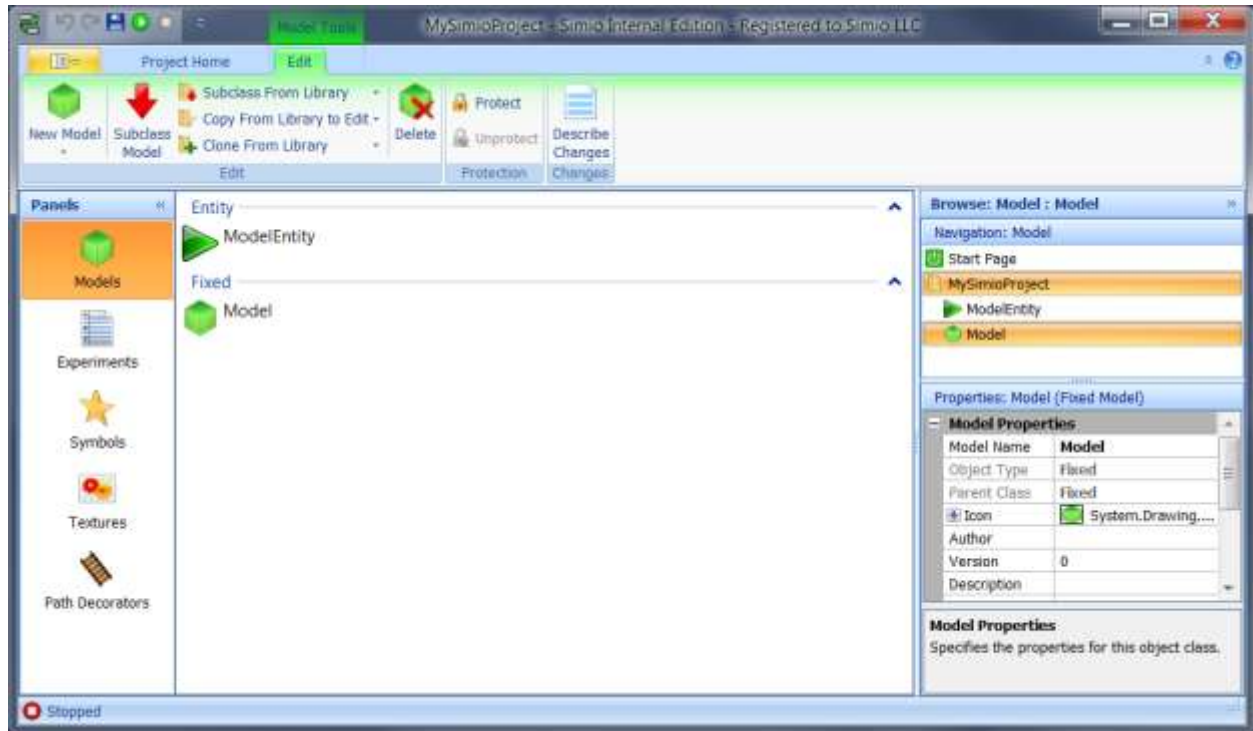 Model Tools
MySimioProject - Simio Internal Edition - Registered to Simio LLC
Project Home Edit
New Model
Subclass Model
Subclass From Library
Copy From Library to Edit
Clone From Library
Delete
Protect
Unprotect
Describe Changes
Edit Protection Changes
Panels
Models
Experiments
Symbols
Textures
Path Decorators
Entity
ModelEntity
Fixed
Model
Browse: Model : Model
Navigation: Model
Start Page
MySimioProject
ModelEntity
Model
Properties: Model (Fixed Model)
Model Properties
Model Name Model
Object Type Fixed
Parent Class Fixed
Icon System.Drawing....
Author
Version 0
Description
Model Properties
Specifies the properties for this object class.
Stopped